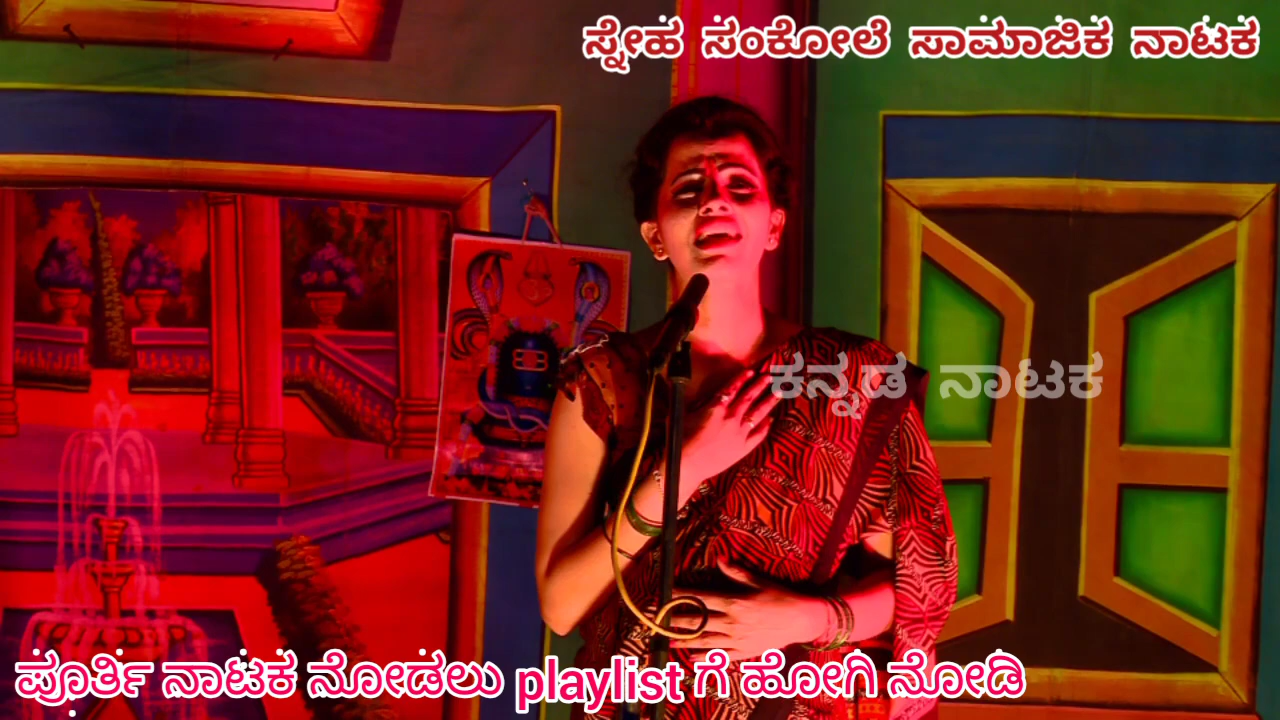 ಸ್ನೇಹ ಸಂಕೋಲೆ ಸಾಮಾಜಿಕ ನಾಟಕ
ಕನ್ನಡ ನಾಟಕ
ಪೂರ್ತಿ ನಾಟಕ ನೋಡಲು playlist ಗೆ ಹೋಗಿ ನೋಡಿ